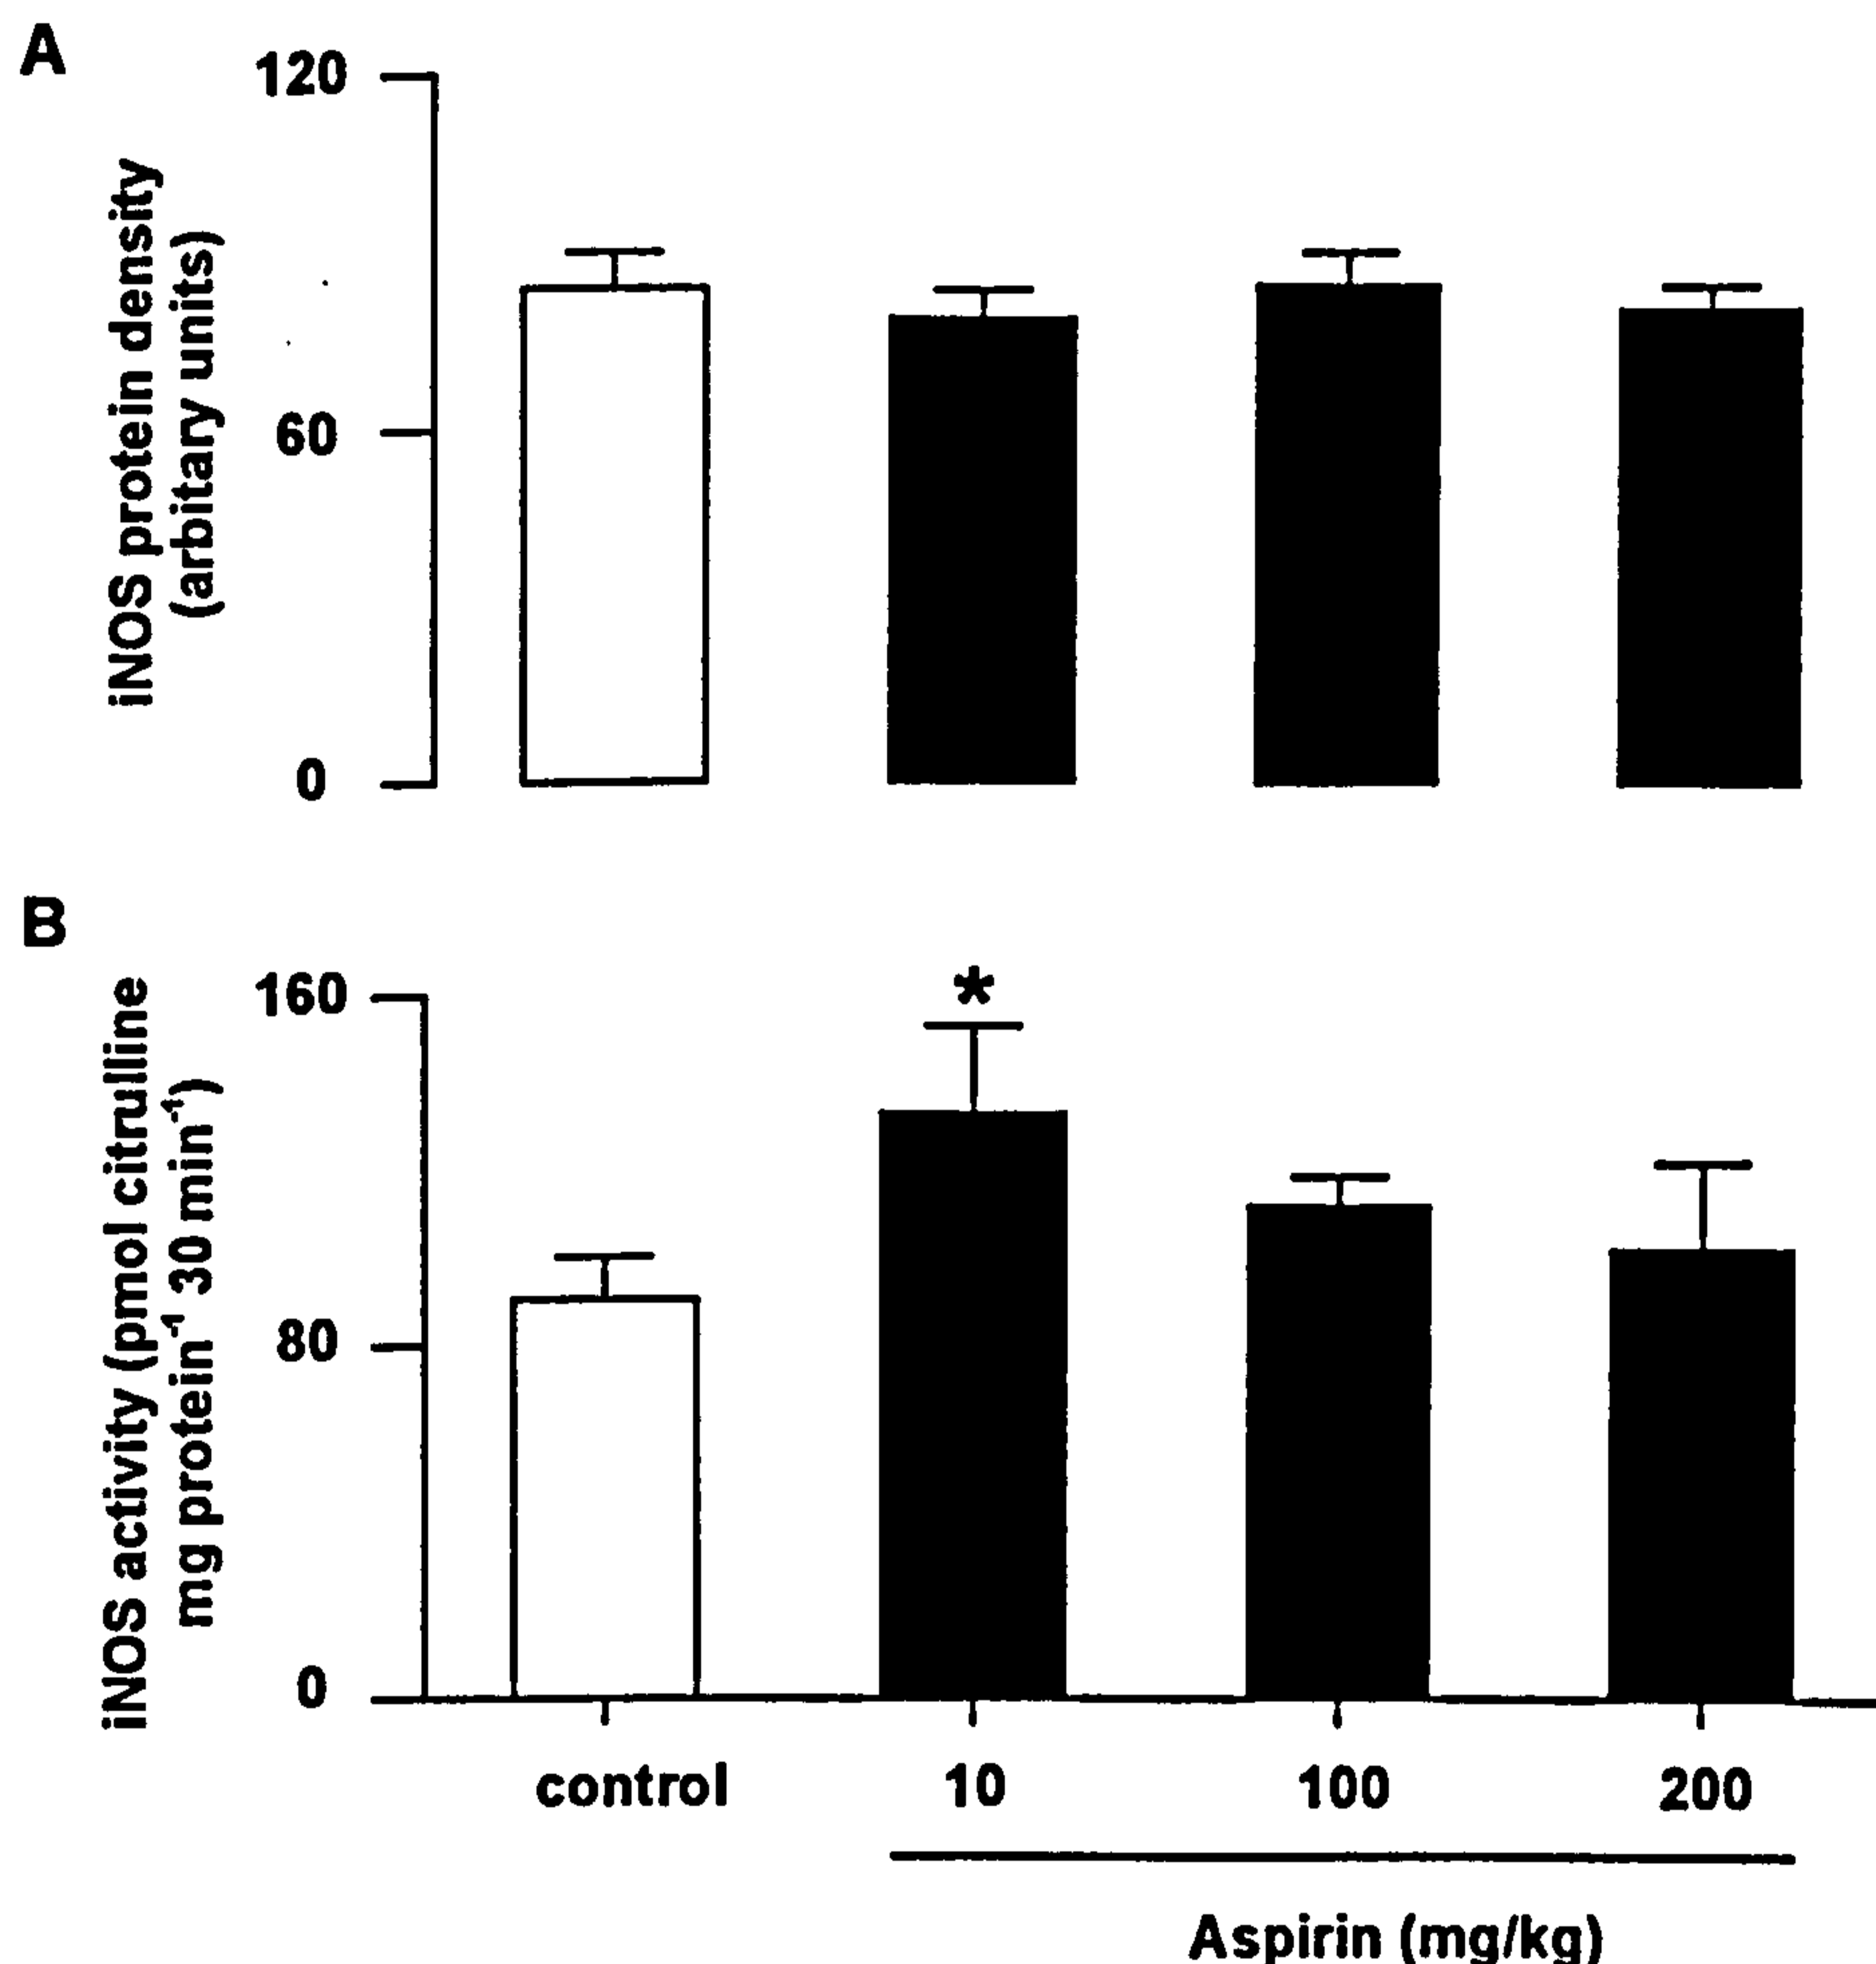 A
120
60
0
iNOS protein density
(arbitary units)
B
*
160
80
0
iNOS activity (pmol citrulline
mg protein⁻¹ 30 min⁻¹)
control 10 100 200
Aspirin (mg/kg)